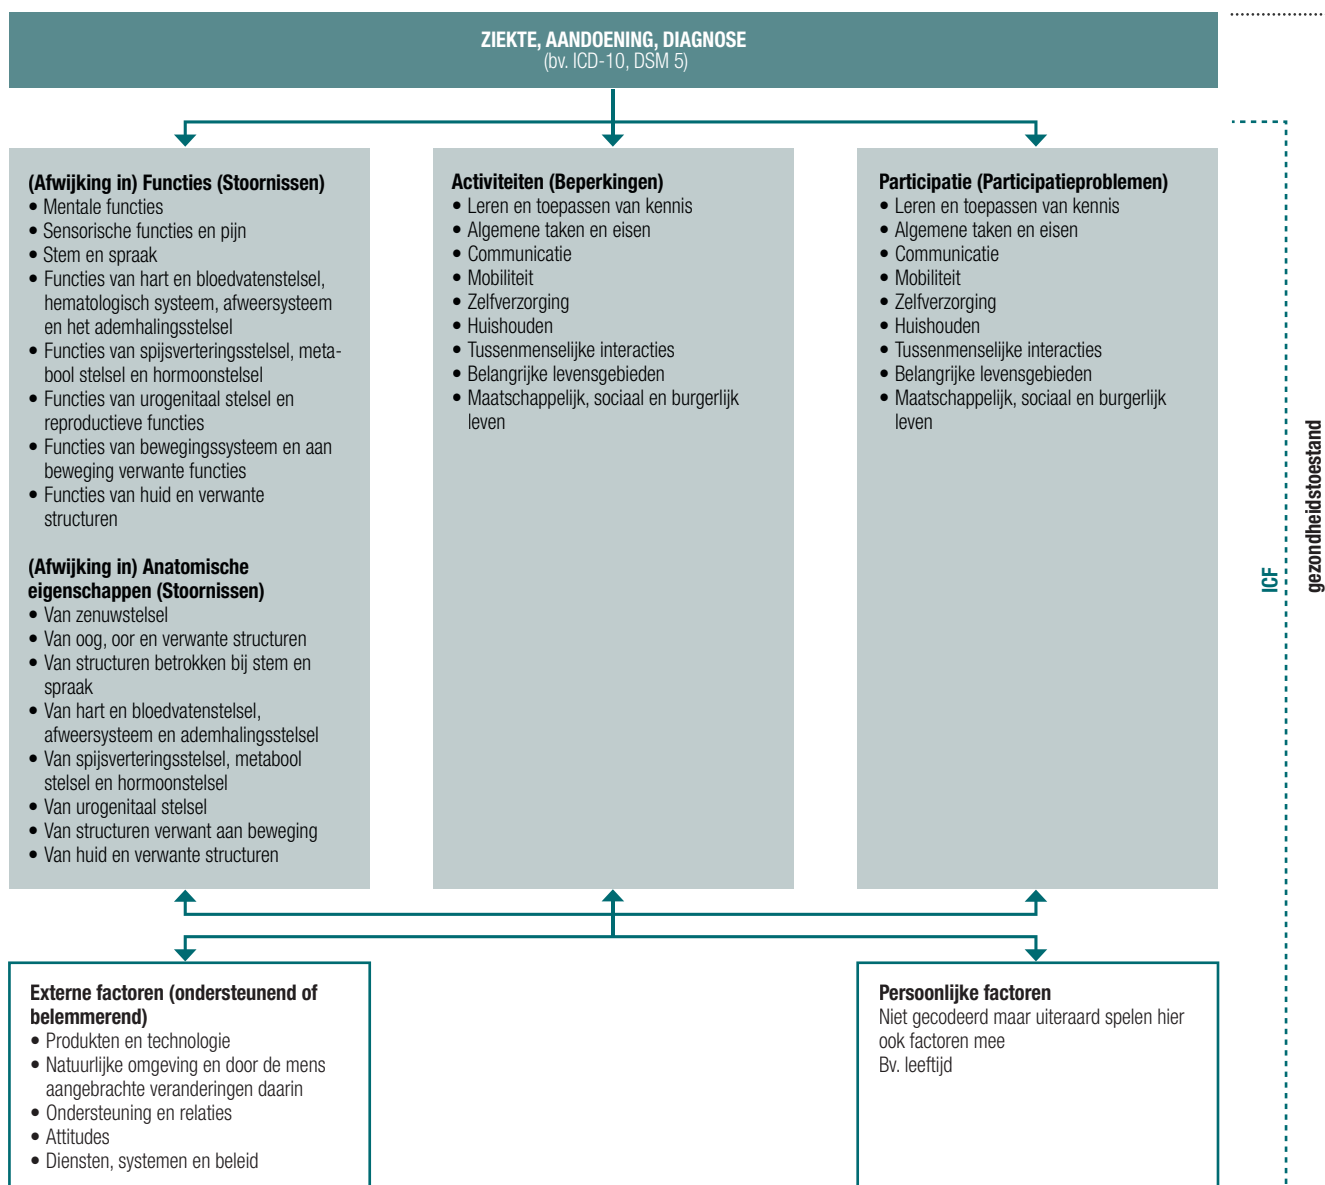 ZIEKTE, AANDOENING, DIAGNOSE
(bv. ICD-10, DSM 5)
(Afwijking in) Functies (Stoornissen)
• Mentale functies
• Sensorische functies en pijn
• Stem en spraak
• Functies van hart en bloedvatenstelsel,
hematologisch systeem, afweersysteem
en het ademhalingsstelsel
• Functies van spijsverteringsstelsel, meta-
bool stelsel en hormoonstelsel
• Functies van urogenitaal stelsel en
reproductieve functies
• Functies van bewegingssysteem en aan
beweging verwante functies
• Functies van huid en verwante
structuren
(Afwijking in) Anatomische
eigenschappen (Stoornissen)
• Van zenuwstelsel
• Van oog, oor en verwante structuren
• Van structuren betrokken bij stem en
spraak
• Van hart en bloedvatenstelsel,
afweersysteem en ademhalingsstelsel
• Van spijsverteringsstelsel, metabool
stelsel en hormoonstelsel
• Van urogenitaal stelsel
• Van structuren verwant aan beweging
• Van huid en verwante structuren
Activiteiten (Beperkingen)
• Leren en toepassen van kennis
• Algemene taken en eisen
• Communicatie
• Mobiliteit
• Zelfverzorging
• Huishouden
• Tussenmenselijke interacties
• Belangrijke levensgebieden
• Maatschappelijk, sociaal en burgerlijk
leven
Participatie (Participatieproblemen)
• Leren en toepassen van kennis
• Algemene taken en eisen
• Communicatie
• Mobiliteit
• Zelfverzorging
• Huishouden
• Tussenmenselijke interacties
• Belangrijke levensgebieden
• Maatschappelijk, sociaal en burgerlijk
leven
Externe factoren (ondersteunend of
belemmerend)
• Produkten en technologie
• Natuurlijke omgeving en door de mens
aangebrachte veranderingen daarin
• Ondersteuning en relaties
• Attitudes
• Diensten, systemen en beleid
Persoonlijke factoren
Niet gecodeerd maar uiteraard spelen hier
ook factoren mee
Bv. leeftijd
ICF
gezondheidstoestand